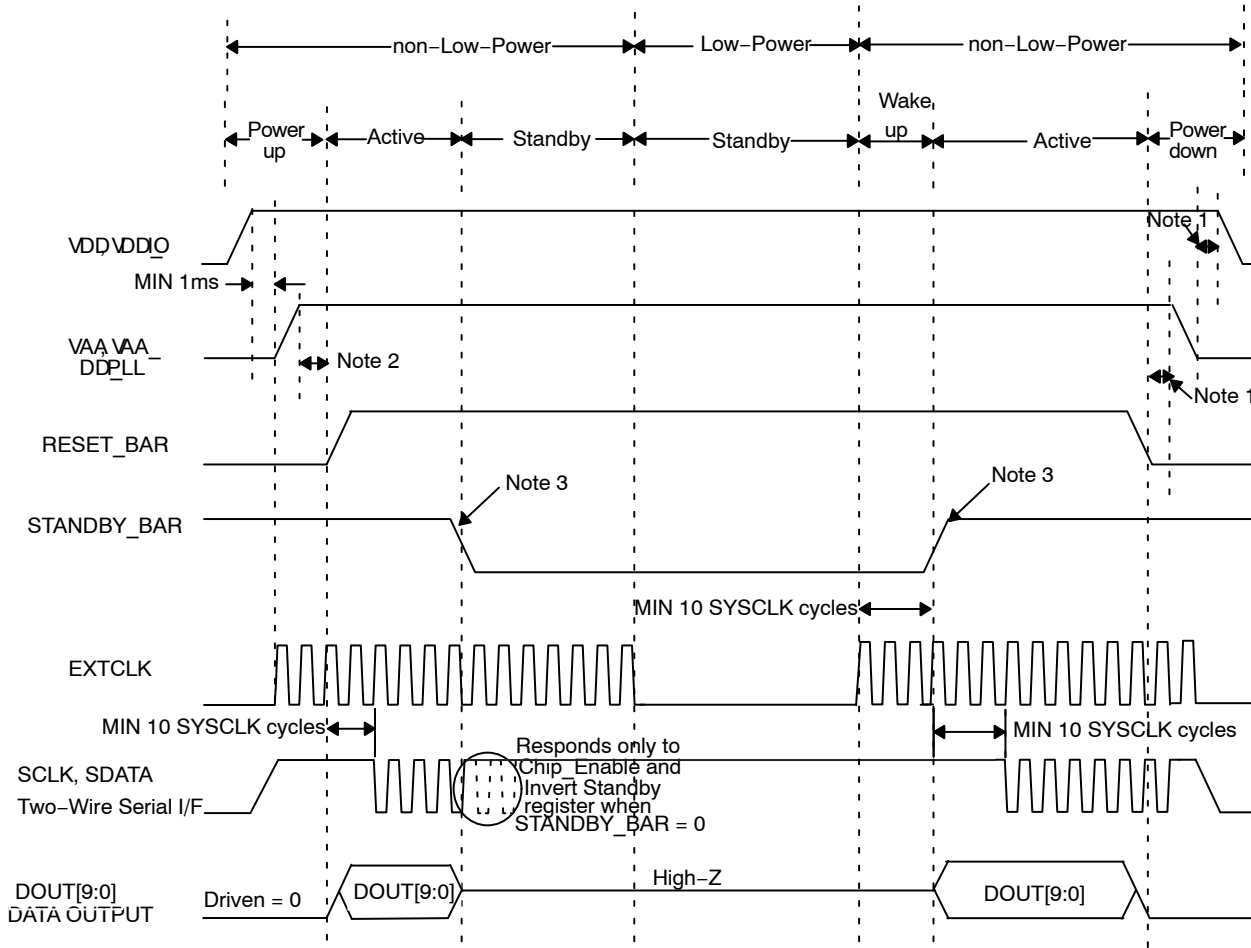 non−Low−Power
Low−Power
non−Low−Power
Power
up
Active
Standby
Standby
Wake
up
Active
Power
down
VDD, VDDIO
Note 1
MIN 1ms
VAA, VAA_
DDPLL
Note 2
Note 1
RESET_BAR
Note 3
Note 3
STANDBY_BAR
MIN 10 SYSCLK cycles
EXTCLK
MIN 10 SYSCLK cycles
MIN 10 SYSCLK cycles
SCLK, SDATA
Two−Wire Serial I/F
Responds only to
Chip_Enable and
Invert Standby
register when
STANDBY_BAR = 0
DOUT[9:0]
DATA OUTPUT
Driven = 0
DOUT[9:0]
High−Z
DOUT[9:0]